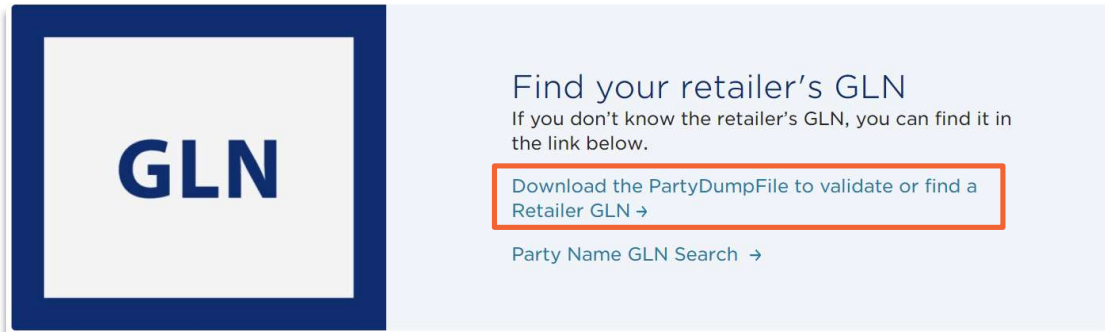 GLN
Find your retailer's GLN
If you don’t know the retailer’s GLN, you can find it in
the link below.
Download the PartyDumpFile to validate or find a
Retailer GLN →
Party Name GLN Search →